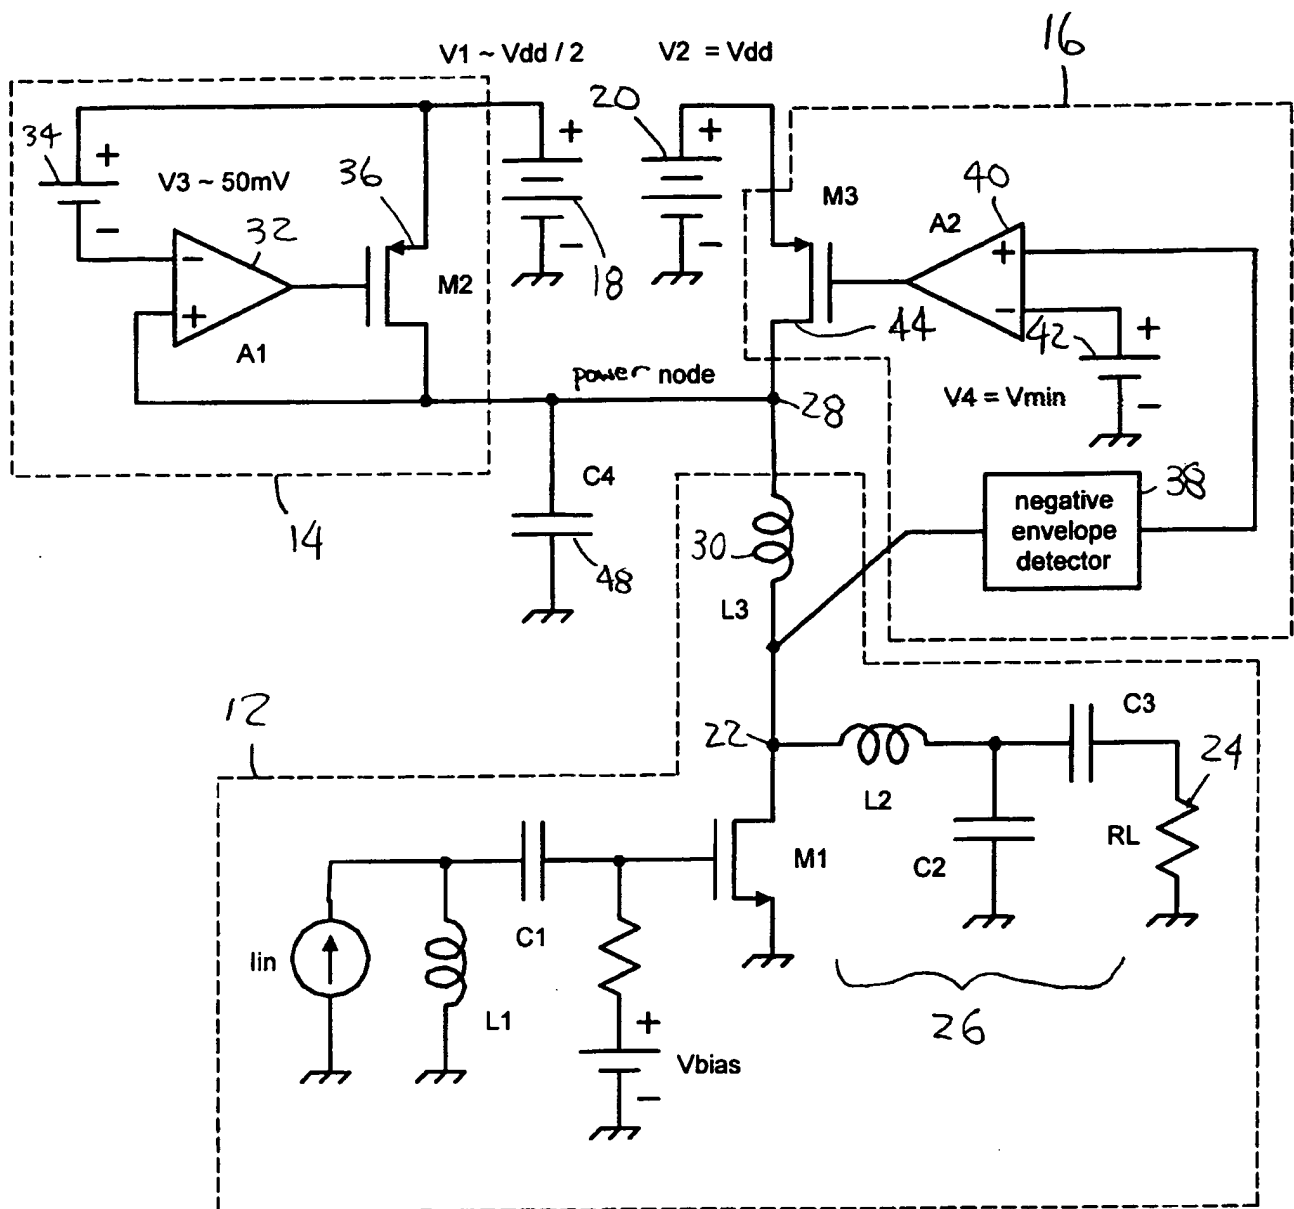 16
V1 ~ Vdd / 2
V2 = Vdd
34
+
V3 ~ 50mV
−
36
−
32
+
A1
M2
+
−
18
20
+
−
M3
A2
40
+
−
44
42
+
V4 = Vmin
−
power node
28
14
C4
48
30
L3
negative
envelope
detector
38
12
22
L2
C3
24
C2
RL
M1
C1
Iin
L1
+
Vbias
−
26